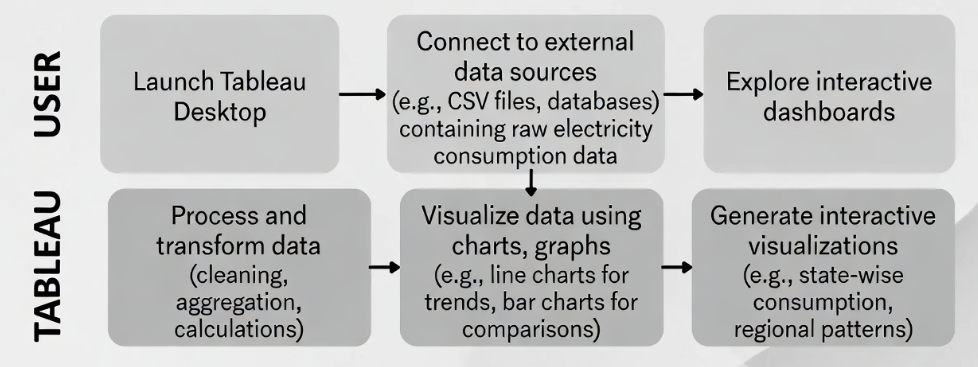 USER
Launch Tableau
Desktop
Connect to external
data sources
(e.g., CSV files, databases)
containing raw electricity
consumption data
Explore interactive
dashboards
TABLEAU
Process and
transform data
(cleaning,
aggregation,
calculations)
Visualize data using
charts, graphs
(e.g., line charts for
trends, bar charts for
comparisons)
Generate interactive
visualizations
(e.g., state-wise
consumption,
regional patterns)